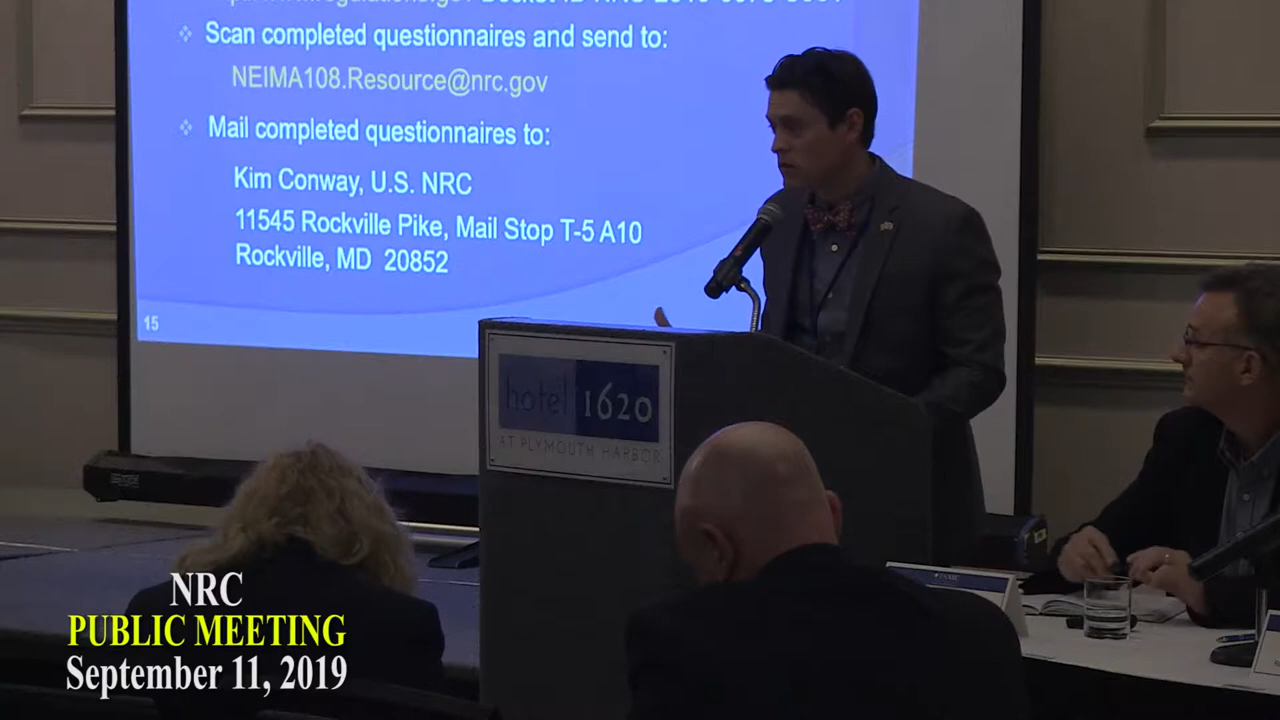 Scan completed questionnaires and send to:
NEIMA108.Resource@nrc.gov
Mail completed questionnaires to:
Kim Conway, U.S. NRC
11545 Rockville Pike, Mail Stop T-5 A10
Rockville, MD 20852
15
hotel 1620
AT PLYMOUTH HARBOR
NRC
PUBLIC MEETING
September 11, 2019